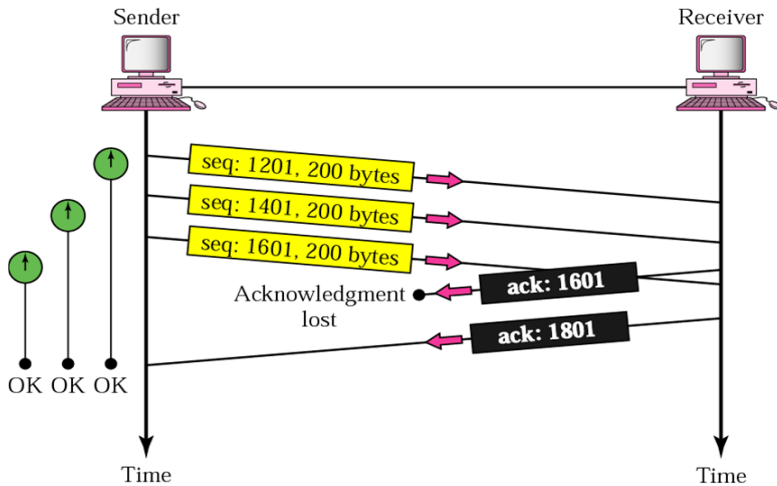 Sender
Receiver
seq: 1201, 200 bytes
seq: 1401, 200 bytes
seq: 1601, 200 bytes
ack: 1601
Acknowledgment
lost
ack: 1801
OK OK OK
Time
Time